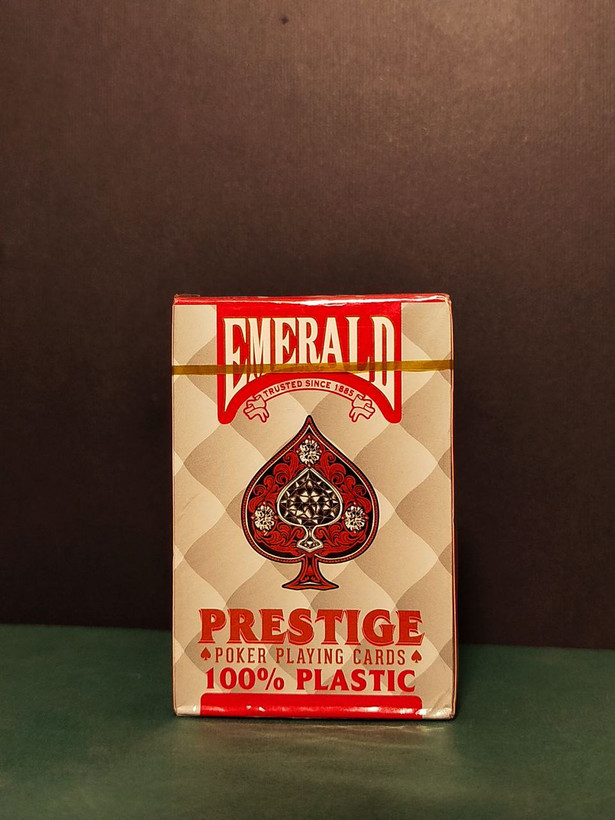 EMERALD
TRUSTED SINCE 1885
PRESTIGE
POKER PLAYING CARDS
100% PLASTIC